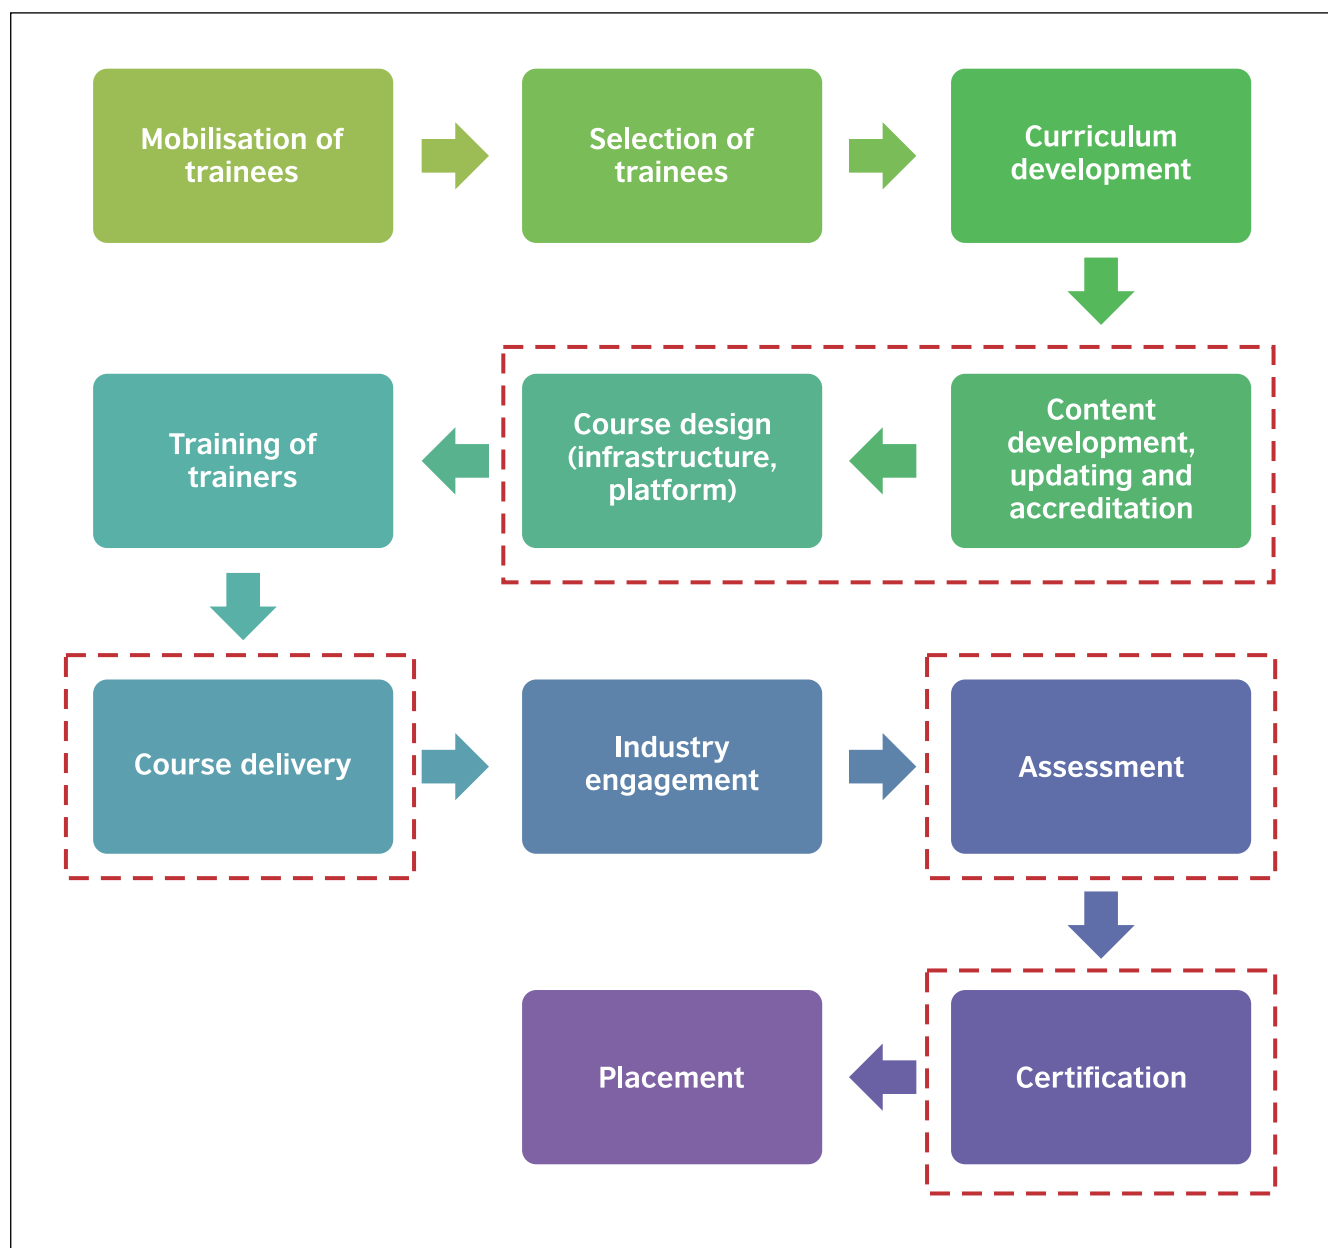 Mobilisation of
trainees
Selection of
trainees
Curriculum
development
Content
development,
updating and
accreditation
Course design
(infrastructure,
platform)
Training of
trainers
Course delivery
Industry
engagement
Assessment
Certification
Placement